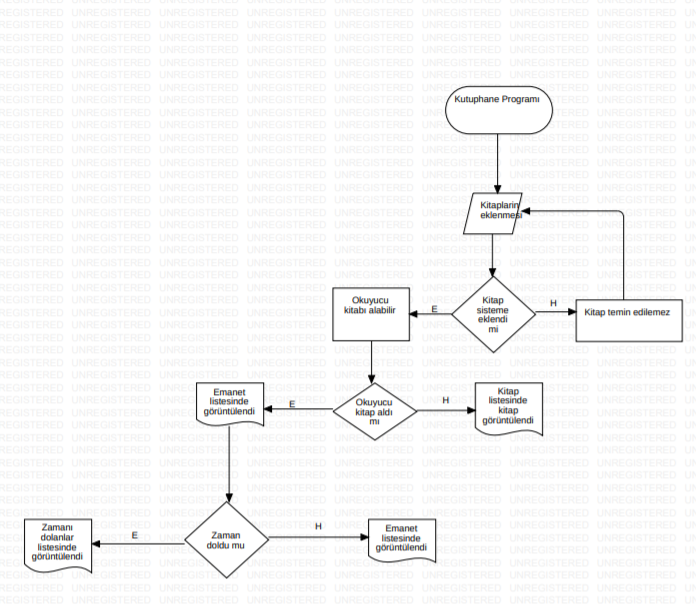 Kutuphane Programı
Kitapların
eklenmesi
Kitap
sisteme
eklendi
mi
E
H
Okuyucu
kitabı alabilir
Kitap temin edilemez
Okuyucu
kitap aldı
mı
E
H
Emanet
listesinde
görüntülendi
Kitap
listesinde
kitap
görüntülendi
Zaman
doldu mu
E
H
Zamanı
dolanlar
listesinde
görüntülendi
Emanet
listesinde
görüntülendi
UNREGISTERED